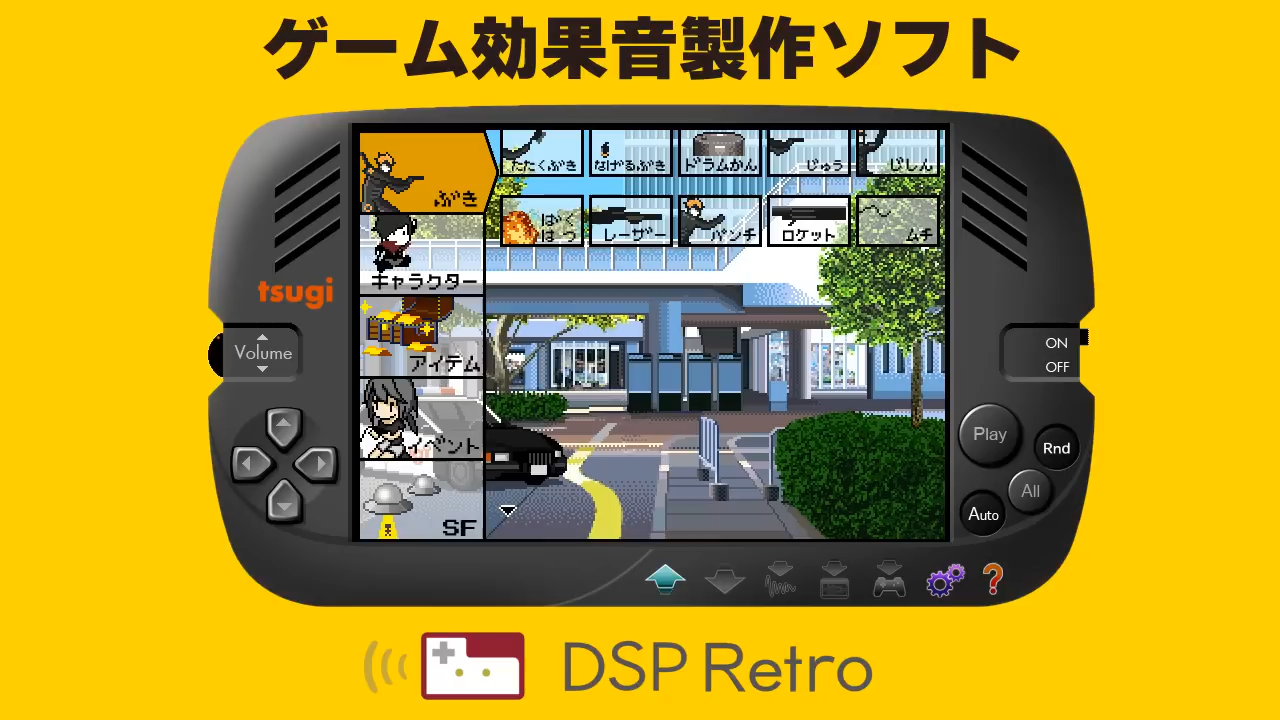 ゲーム効果音製作ソフト
たたくぶき
なげるぶき
ドラムかん
じゅう
じしん
ぶき
ばくはつ
レーザー
パンチ
ロケット
ムチ
キャラクター
アイテム
イベント
SF
tsugi
Volume
ON
OFF
Play
Rnd
All
Auto
?
DSP Retro